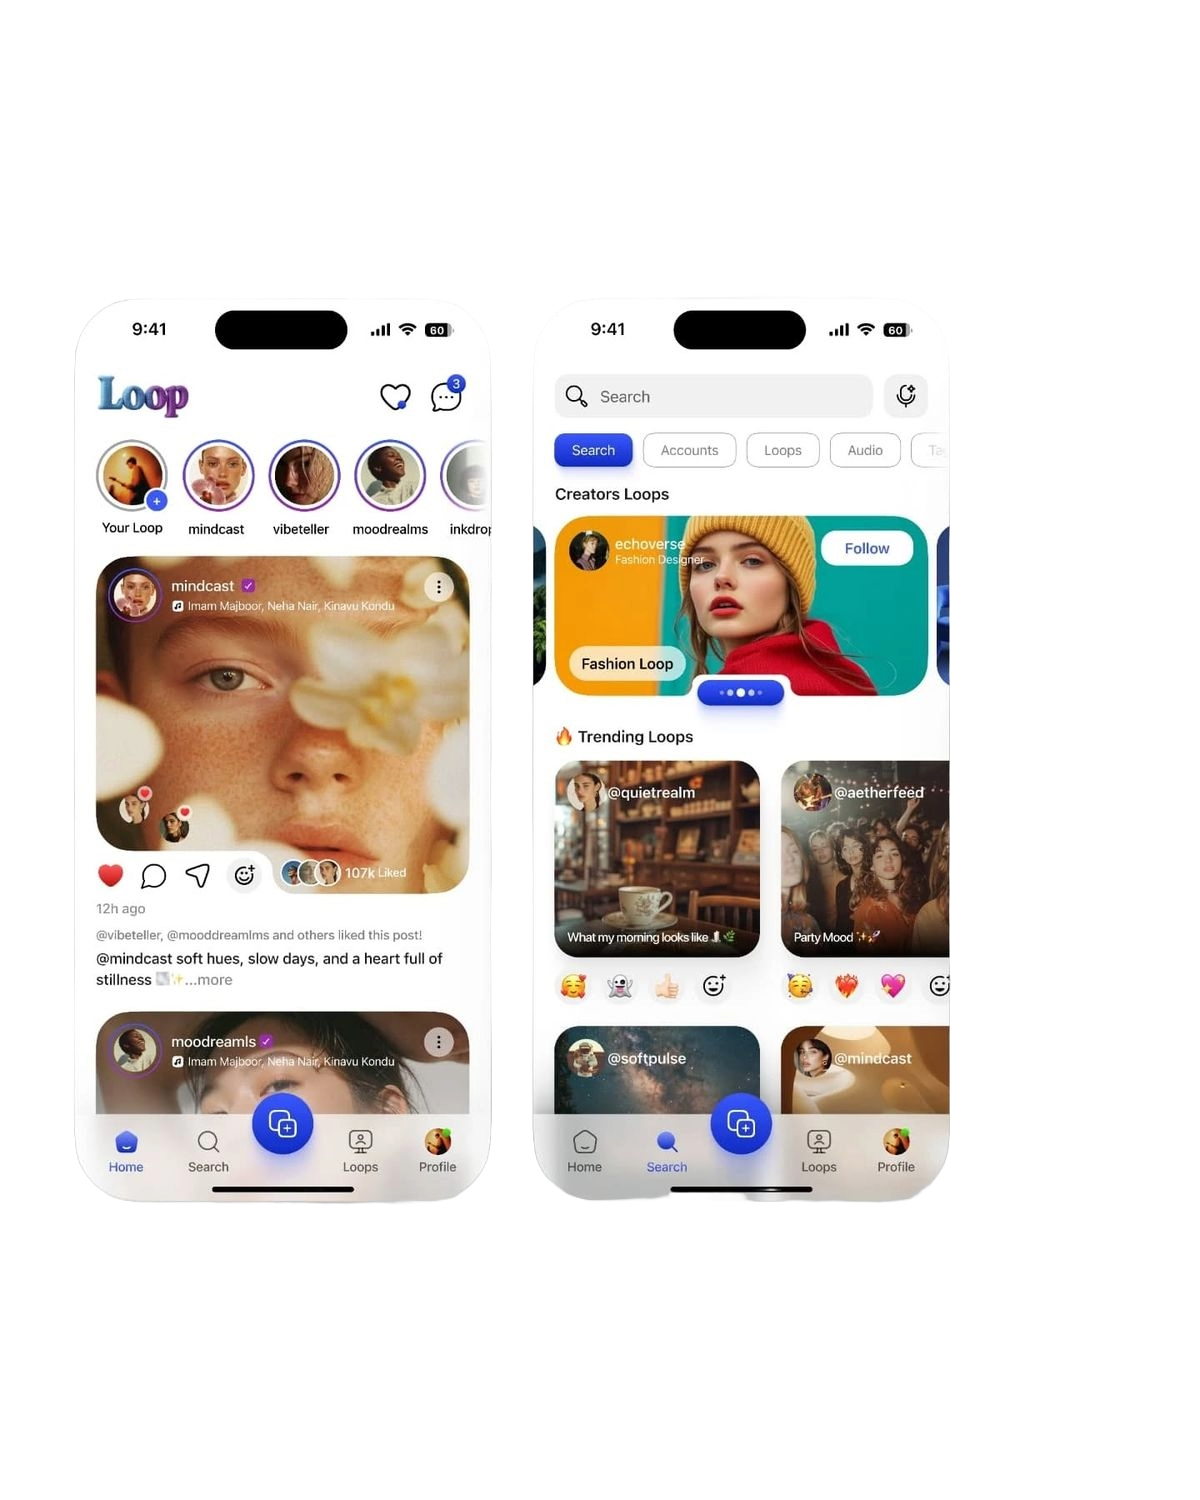 9:41
60
Loop
3
Your Loop
mindcast
vibeteller
moodrealms
inkdrop
mindcast
Imam Majboor, Neha Nair, Kinavu Kondu
107k Liked
12h ago
@vibeteller, @mooddreamlms and others liked this post!
@mindcast soft hues, slow days, and a heart full of
stillness ...more
moodreamls
Imam Majboor, Neha Nair, Kinavu Kondu
Home
Search
Loops
Profile
9:41
60
Search
Search
Accounts
Loops
Audio
Creators Loops
echoverse
Fashion Designer
Follow
Fashion Loop
🔥 Trending Loops
@quietrealm
@aetherfeed
What my morning looks like
Party Mood
@softpulse
@mindcast
Home
Search
Loops
Profile